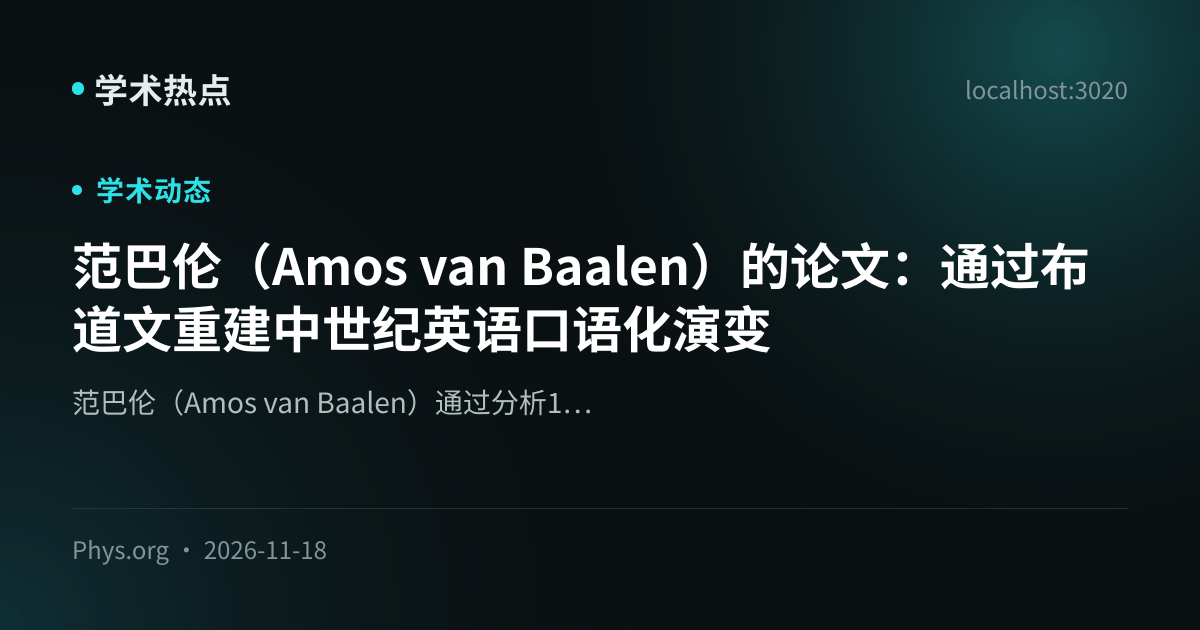 学术热点
localhost:3020
学术动态
范巴伦（Amos van Baalen）的论文：通过布
道文重建中世纪英语口语化演变
范巴伦（Amos van Baalen）通过分析1…
Phys.org · 2026-11-18